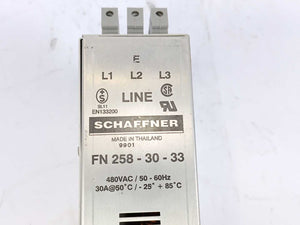 E
L1 L2 L3
LINE
SL11
EN133200
SCHAFFNER
MADE IN THAILAND
9901
FN 258 - 30 - 33
480VAC / 50 - 60Hz
30A@50°C / - 25° + 85°C